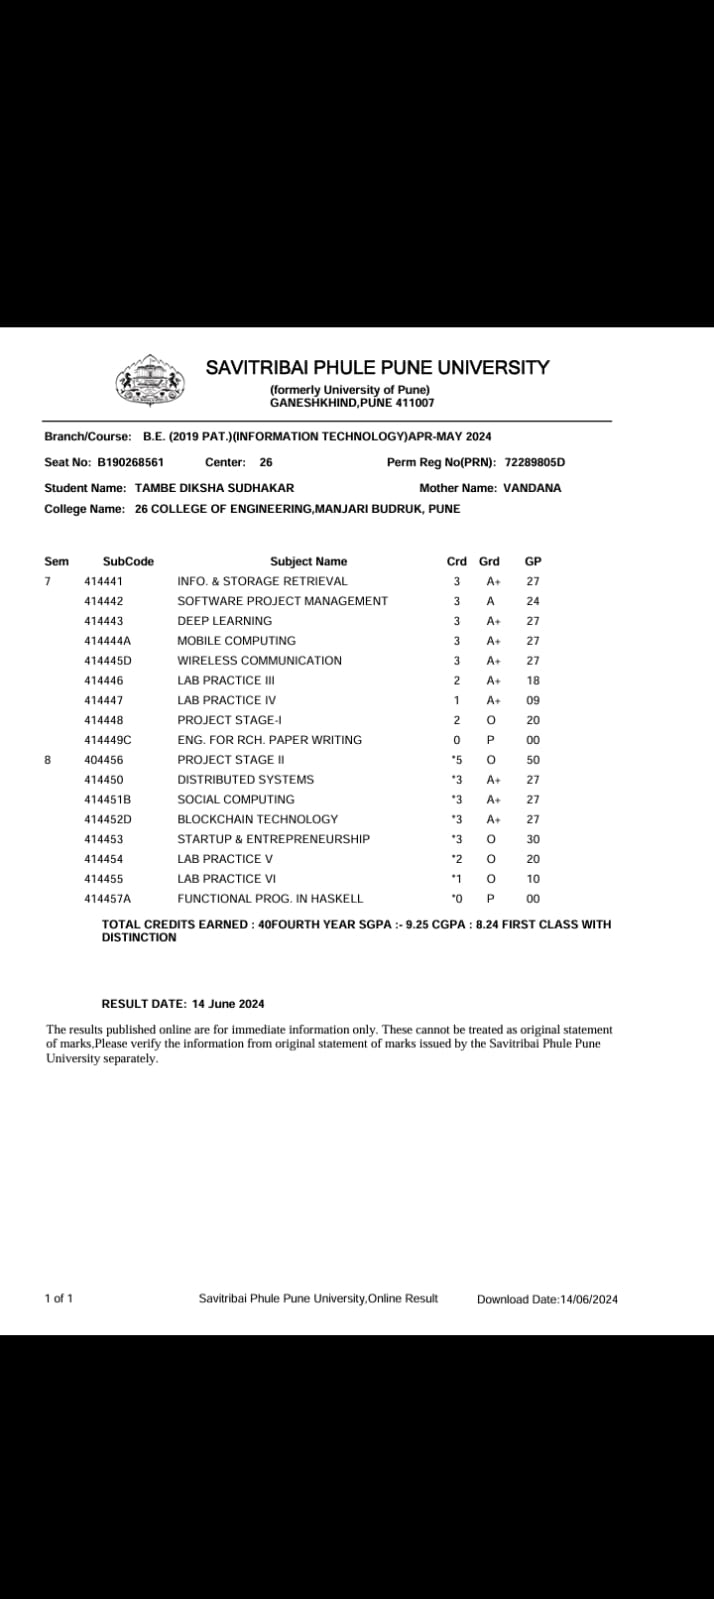 SAVITRIBAI PHULE PUNE UNIVERSITY
(formerly University of Pune)
GANESHKHIND,PUNE 411007
Branch/Course: B.E. (2019 PAT.)(INFORMATION TECHNOLOGY)APR-MAY 2024
Seat No: B190268561 Center: 26 Perm Reg No(PRN): 72289805D
Student Name: TAMBE DIKSHA SUDHAKAR Mother Name: VANDANA
College Name: 26 COLLEGE OF ENGINEERING,MANJARI BUDRUK, PUNE
Sem SubCode Subject Name Crd Grd GP
7 414441 INFO. & STORAGE RETRIEVAL 3 A+ 27
414442 SOFTWARE PROJECT MANAGEMENT 3 A 24
414443 DEEP LEARNING 3 A+ 27
414444A MOBILE COMPUTING 3 A+ 27
414445D WIRELESS COMMUNICATION 3 A+ 27
414446 LAB PRACTICE III 2 A+ 18
414447 LAB PRACTICE IV 1 A+ 09
414448 PROJECT STAGE-I 2 O 20
414449C ENG. FOR RCH. PAPER WRITING 0 P 00
8 404456 PROJECT STAGE II *5 O 50
414450 DISTRIBUTED SYSTEMS *3 A+ 27
414451B SOCIAL COMPUTING *3 A+ 27
414452D BLOCKCHAIN TECHNOLOGY *3 A+ 27
414453 STARTUP & ENTREPRENEURSHIP *3 O 30
414454 LAB PRACTICE V *2 O 20
414455 LAB PRACTICE VI *1 O 10
414457A FUNCTIONAL PROG. IN HASKELL *0 P 00
TOTAL CREDITS EARNED : 40FOURTH YEAR SGPA :- 9.25 CGPA : 8.24 FIRST CLASS WITH
DISTINCTION
RESULT DATE: 14 June 2024
The results published online are for immediate information only. These cannot be treated as original statement
of marks,Please verify the information from original statement of marks issued by the Savitribai Phule Pune
University separately.
1 of 1 Savitribai Phule Pune University,Online Result Download Date:14/06/2024